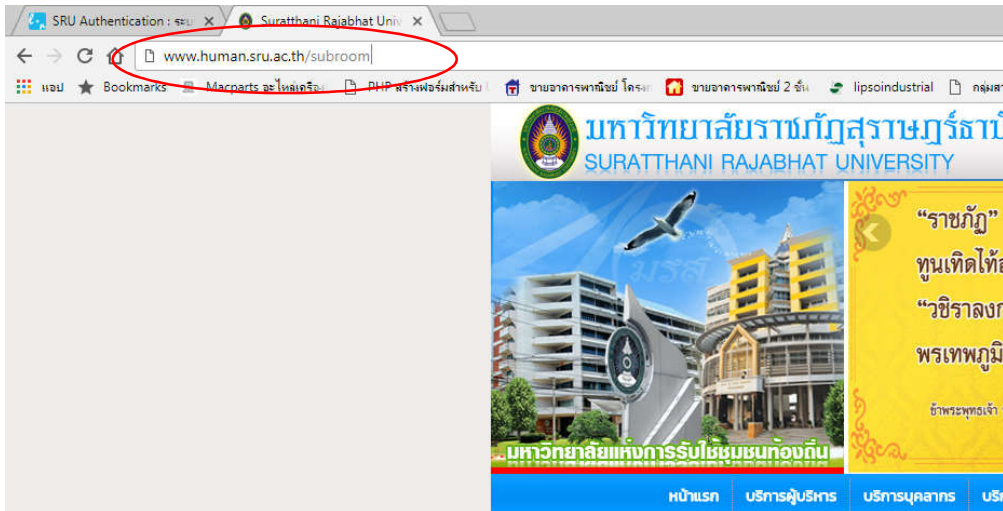 SRU Authentication : ระบ
Suratthani Rajabhat Univ
www.human.sru.ac.th/subroom
แอป
Bookmarks
Macparts อะไหล่เครื่อง
PHP สร้างฟอร์มสำหรับ
ขายอาคารพาณิชย์ โครงก
ขายอาคารพาณิชย์ 2 ชั้น
lipsoindustrial
กลุ่มสา
มหาวิทยาลัยราชภัฏสุราษฎร์ธานี
SURATTHANI RAJABHAT UNIVERSITY
มรส
“ราชภัฏ”
ทูนเทิดไท้อ
“วชิราลงก
พรเทพภูมิ
ข้าพระพุทธเจ้า
มหาวิทยาลัยแห่งการรับใช้ชุมชนท้องถิ่น
หน้าแรก
บริการผู้บริหาร
บริการบุคลากร
บริ